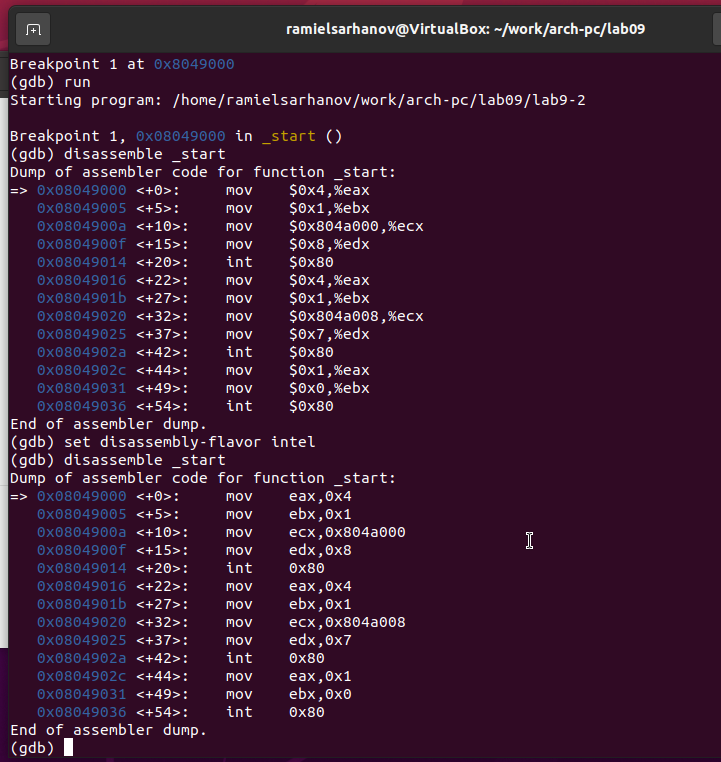 ramielsarhanov@VirtualBox: ~/work/arch-pc/lab09
Breakpoint 1 at 0x8049000
(gdb) run
Starting program: /home/ramielsarhanov/work/arch-pc/lab09/lab9-2

Breakpoint 1, 0x08049000 in _start ()
(gdb) disassemble _start
Dump of assembler code for function _start:
=> 0x08049000 <+0>:     mov    $0x4,%eax
   0x08049005 <+5>:     mov    $0x1,%ebx
   0x0804900a <+10>:    mov    $0x804a000,%ecx
   0x0804900f <+15>:    mov    $0x8,%edx
   0x08049014 <+20>:    int    $0x80
   0x08049016 <+22>:    mov    $0x4,%eax
   0x0804901b <+27>:    mov    $0x1,%ebx
   0x08049020 <+32>:    mov    $0x804a008,%ecx
   0x08049025 <+37>:    mov    $0x7,%edx
   0x0804902a <+42>:    int    $0x80
   0x0804902c <+44>:    mov    $0x1,%eax
   0x08049031 <+49>:    mov    $0x0,%ebx
   0x08049036 <+54>:    int    $0x80
End of assembler dump.
(gdb) set disassembly-flavor intel
(gdb) disassemble _start
Dump of assembler code for function _start:
=> 0x08049000 <+0>:     mov    eax,0x4
   0x08049005 <+5>:     mov    ebx,0x1
   0x0804900a <+10>:    mov    ecx,0x804a000
   0x0804900f <+15>:    mov    edx,0x8
   0x08049014 <+20>:    int    0x80
   0x08049016 <+22>:    mov    eax,0x4
   0x0804901b <+27>:    mov    ebx,0x1
   0x08049020 <+32>:    mov    ecx,0x804a008
   0x08049025 <+37>:    mov    edx,0x7
   0x0804902a <+42>:    int    0x80
   0x0804902c <+44>:    mov    eax,0x1
   0x08049031 <+49>:    mov    ebx,0x0
   0x08049036 <+54>:    int    0x80
End of assembler dump.
(gdb)